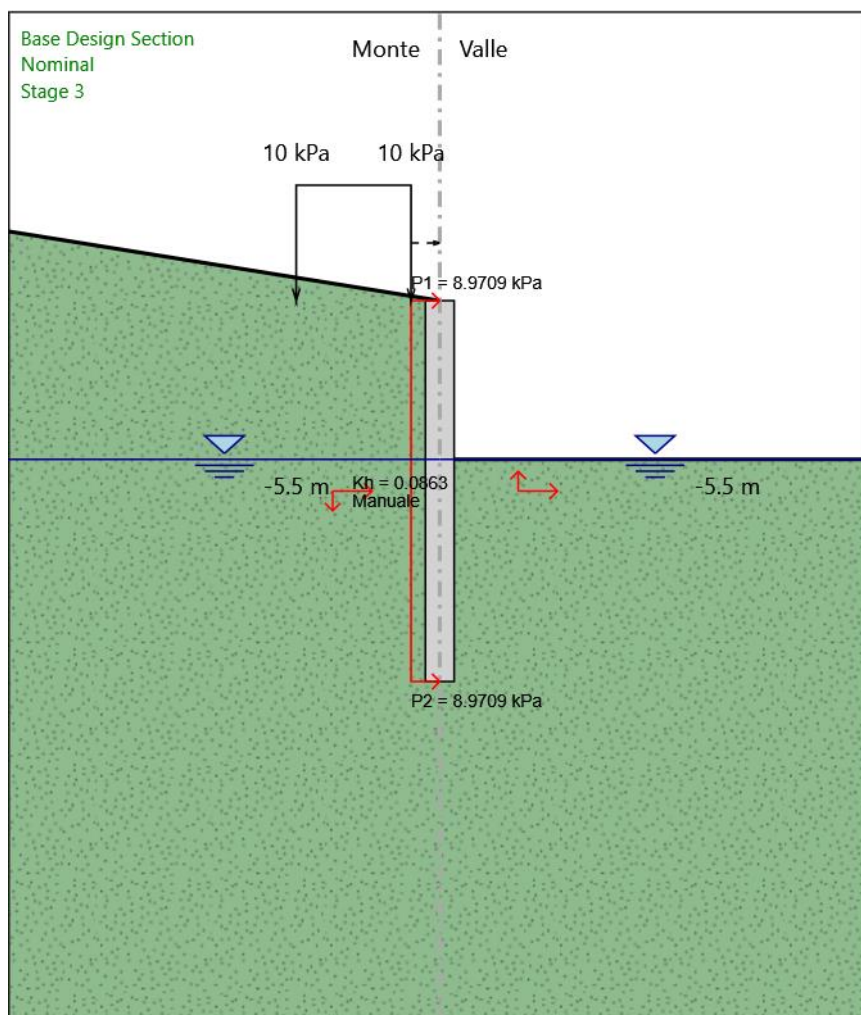 Base Design Section
Nominal
Stage 3
Monte Valle
10 kPa 10 kPa
P1 = 8.9709 kPa
-5.5 m
Kh = 0.0863
Manuale
-5.5 m
P2 = 8.9709 kPa